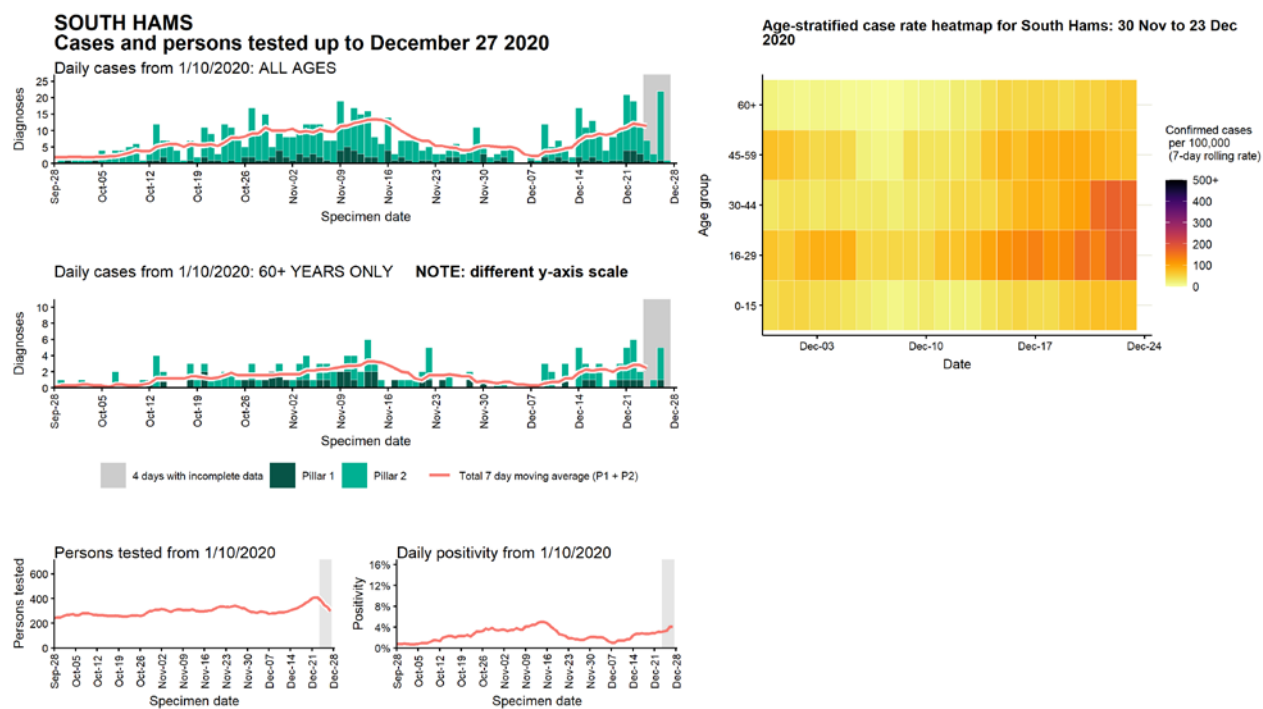 SOUTH HAMS
Cases and persons tested up to December 27 2020
Daily cases from 1/10/2020: ALL AGES
Diagnoses
25
20
15
10
5
0
Sep-28
Oct-05
Oct-12
Oct-19
Oct-26
Nov-02
Nov-09
Nov-16
Nov-23
Nov-30
Dec-07
Dec-14
Dec-21
Dec-28
Specimen date
Daily cases from 1/10/2020: 60+ YEARS ONLY NOTE: different y-axis scale
Diagnoses
10
8
6
4
2
0
Sep-28
Oct-05
Oct-12
Oct-19
Oct-26
Nov-02
Nov-09
Nov-16
Nov-23
Nov-30
Dec-07
Dec-14
Dec-21
Dec-28
Specimen date
4 days with incomplete data
Pillar 1
Pillar 2
Total 7 day moving average (P1 + P2)
Persons tested from 1/10/2020
Persons tested
600
400
200
0
Sep-28
Oct-05
Oct-12
Oct-19
Oct-26
Nov-02
Nov-09
Nov-16
Nov-23
Nov-30
Dec-07
Dec-14
Dec-21
Dec-28
Specimen date
Daily positivity from 1/10/2020
Positivity
16%
12%
8%
4%
0%
Sep-28
Oct-05
Oct-12
Oct-19
Oct-26
Nov-02
Nov-09
Nov-16
Nov-23
Nov-30
Dec-07
Dec-14
Dec-21
Dec-28
Specimen date
Age-stratified case rate heatmap for South Hams: 30 Nov to 23 Dec
2020
Age group
60+
45-59
30-44
16-29
0-15
Dec-03
Dec-10
Dec-17
Dec-24
Date
Confirmed cases
per 100,000
(7-day rolling rate)
500+
400
300
200
100
0